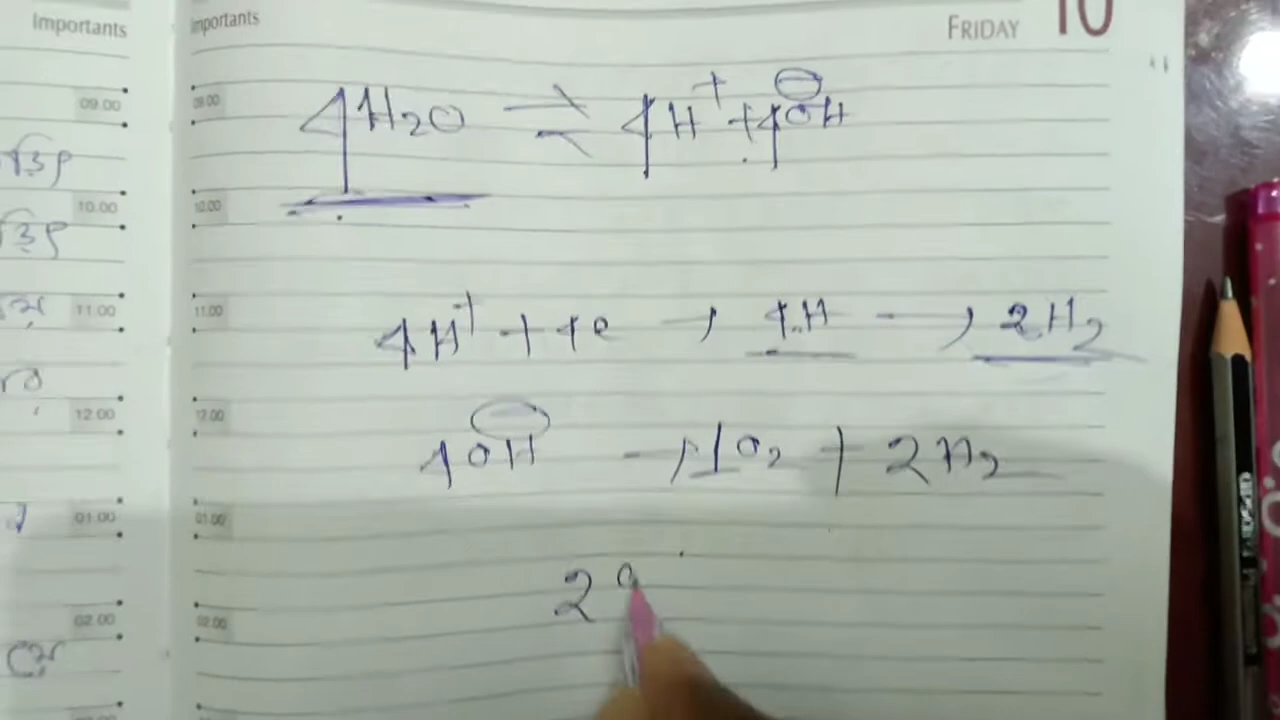 Importants
Importants
FRIDAY 10
09.00
09.00
4H₂O ⇌ 4H⁺ + 4OH⊖
10.00
10.00
11.00
11.00
4H⁺ + 4e → 4H → 2H₂
12.00
12.00
4OH⊖ → 1O₂ + 2H₂
01.00
01.00
2
02.00
02.00